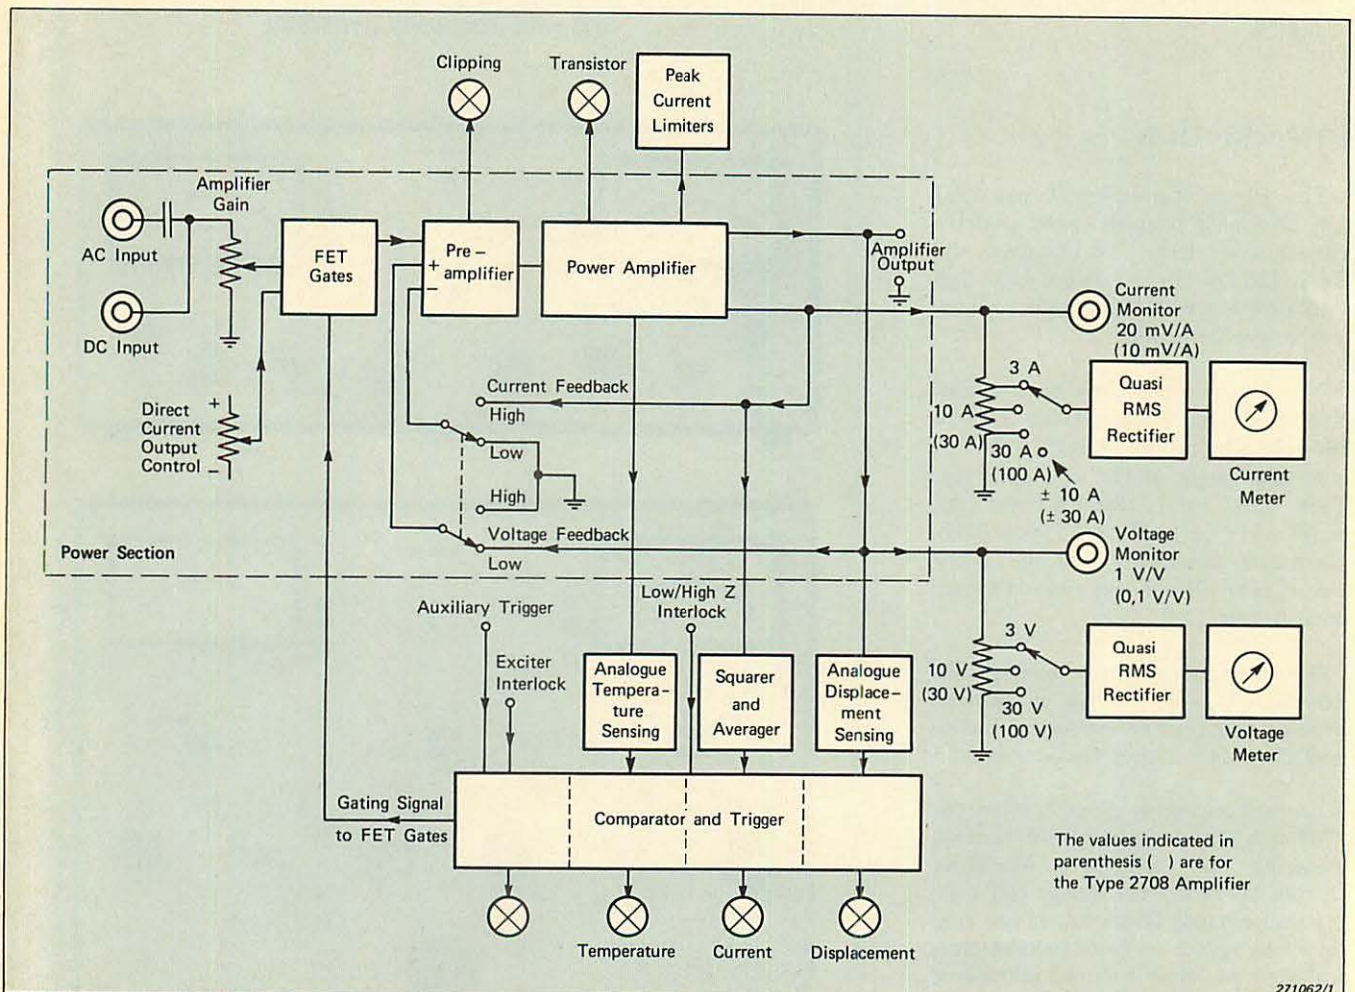 Clipping
Transistor
Peak
Current
Limiters
Amplifier
Gain
AC Input
DC Input
FET
Gates
Pre-
amplifier
+
−
Power Amplifier
Amplifier
Output
Current
Monitor
20 mV/A
(10 mV/A)
Direct
Current
Output
Control
+
−
Current Feedback
High
Low
High
Voltage Feedback
Low
Power Section
3 A
10 A
(30 A)
30 A
(100 A)
± 10 A
(± 30 A)
Quasi
RMS
Rectifier
Current
Meter
Voltage
Monitor
1 V/V
(0,1 V/V)
3 V
10 V
(30 V)
30 V
(100 V)
Quasi
RMS
Rectifier
Voltage
Meter
Auxiliary Trigger
Exciter
Interlock
Low/High Z
Interlock
Analogue
Tempera-
ture
Sensing
Squarer
and
Averager
Analogue
Displace-
ment
Sensing
Gating Signal
to FET Gates
Comparator and Trigger
Temperature
Current
Displacement
The values indicated in
parenthesis ( ) are for
the Type 2708 Amplifier
271062/1